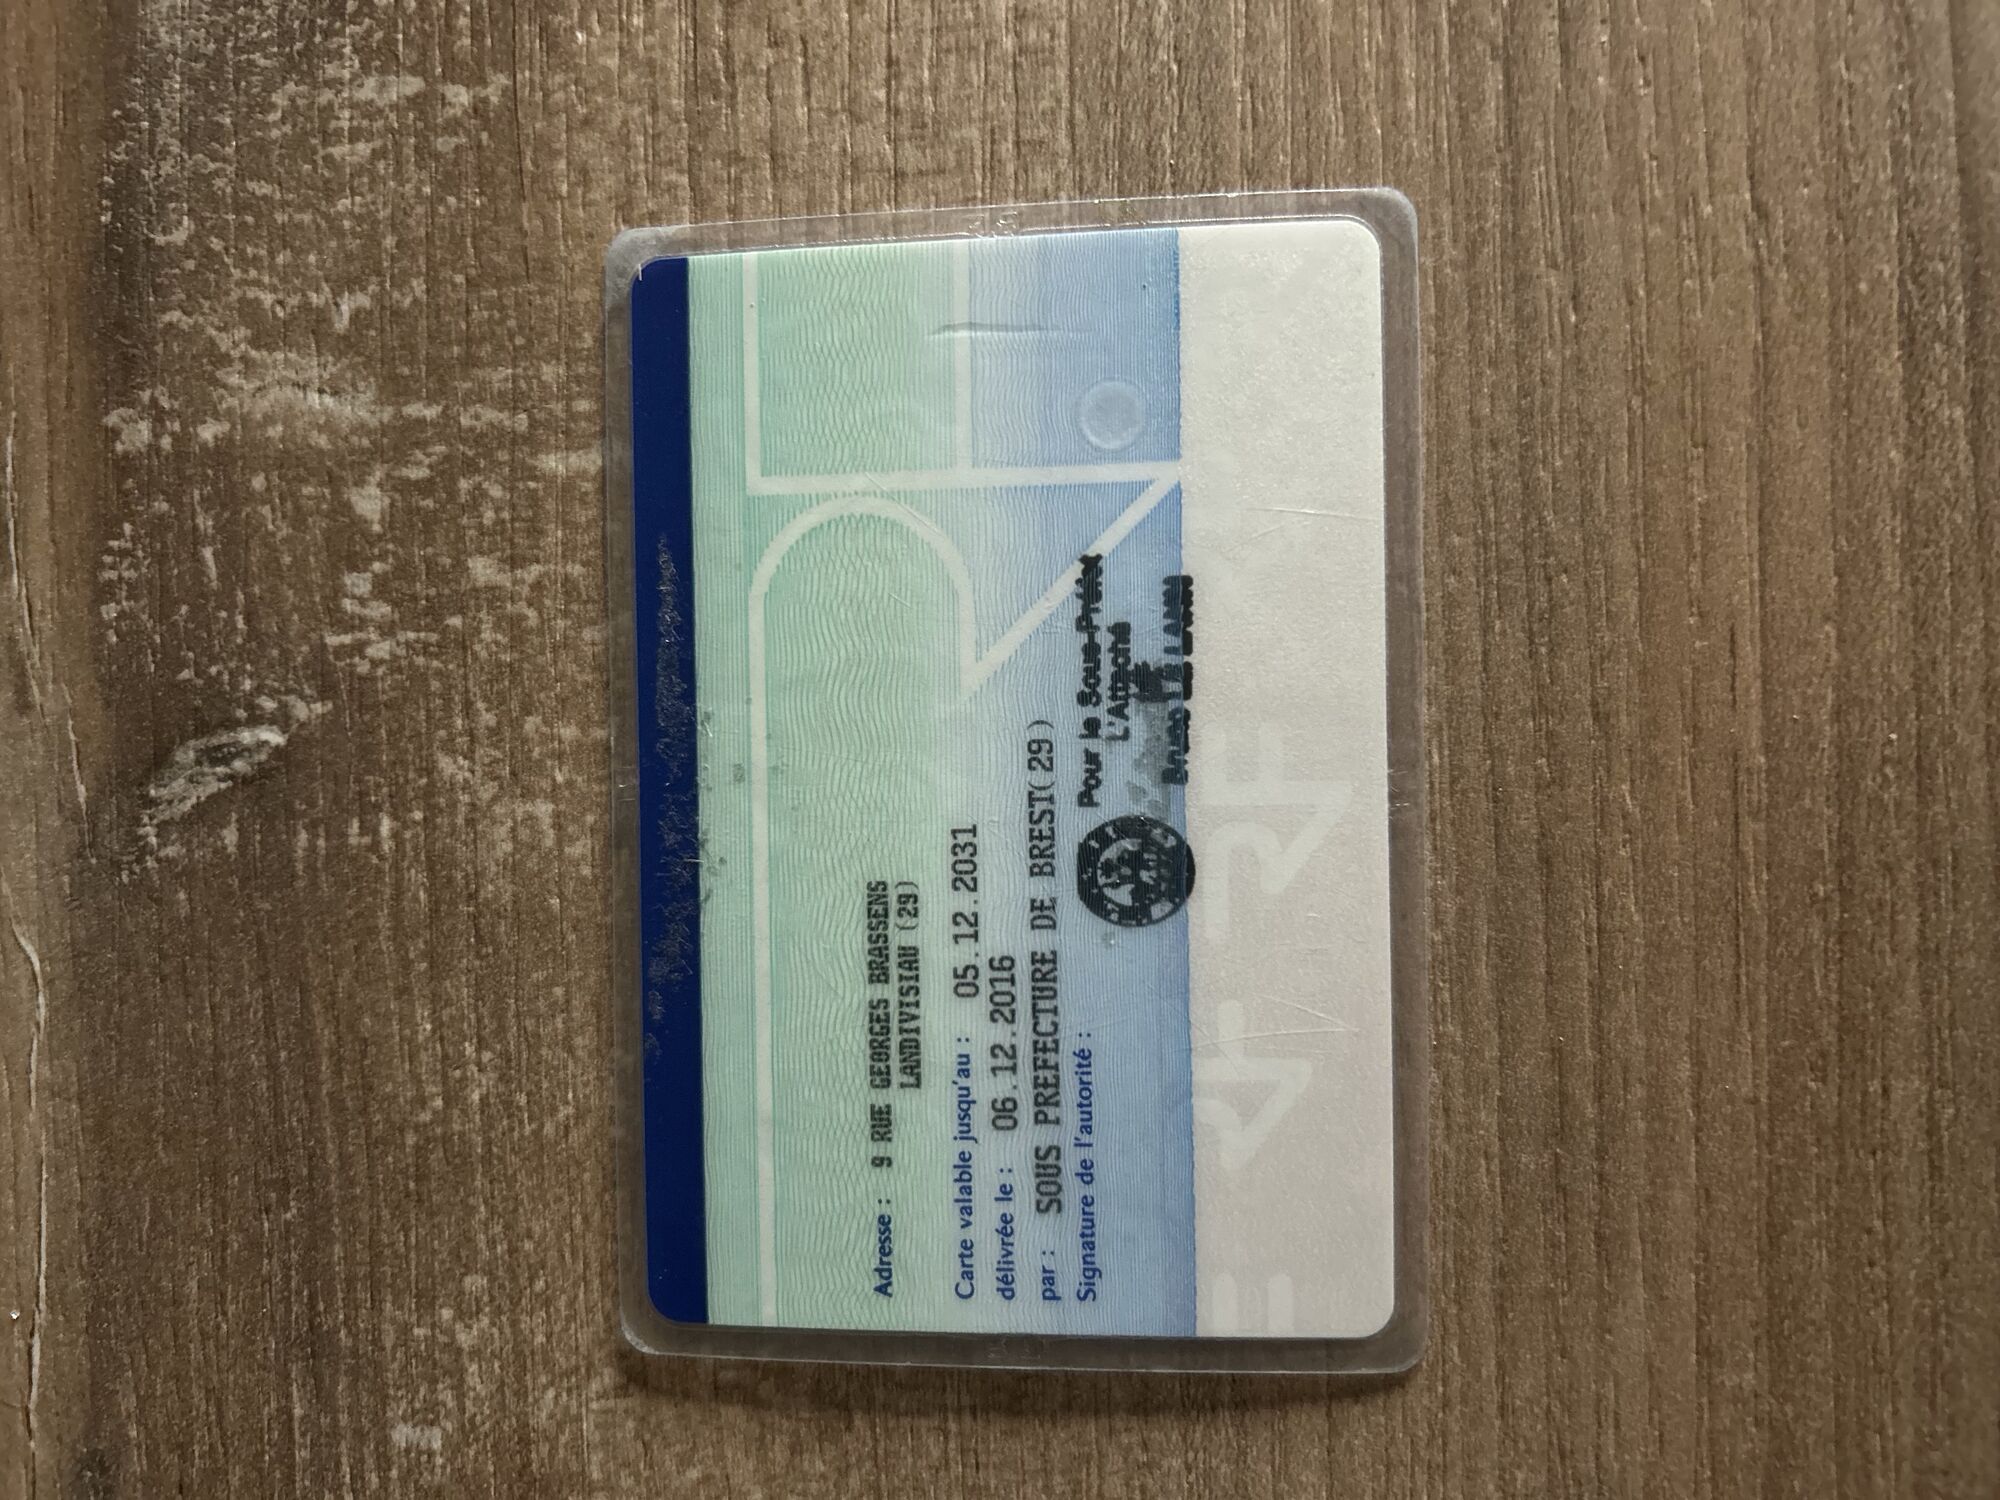 Adresse : 9 RUE GEORGES BRASSENS
LANDIVISIAU (29)
Carte valable jusqu'au : 05.12.2031
délivrée le : 06.12.2016
par : SOUS PREFECTURE DE BREST(29)
Signature de l'autorité :
Pour le Sous-Préfet
L'Attaché